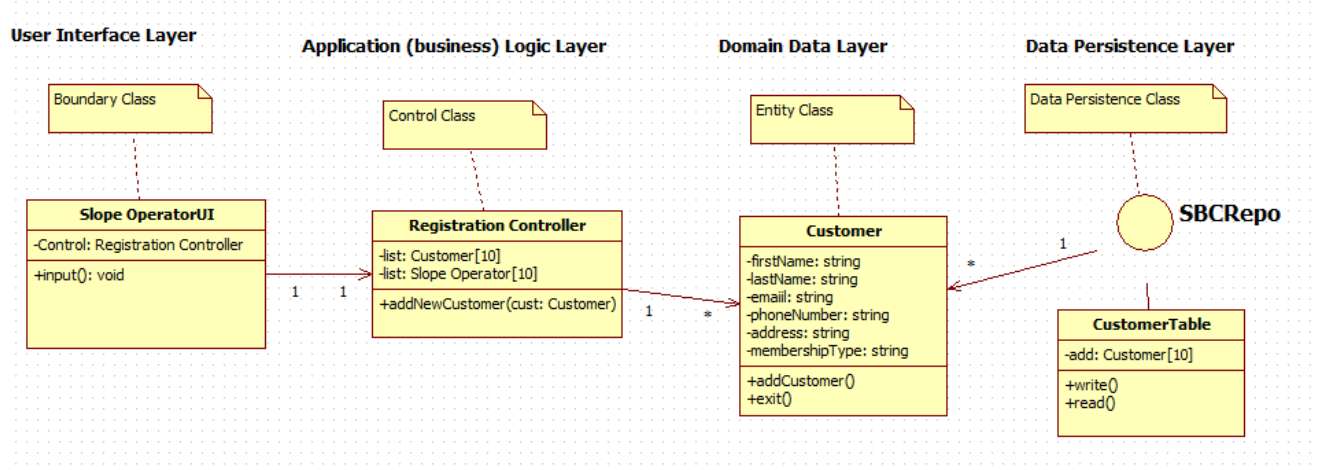 User Interface Layer
Application (business) Logic Layer
Domain Data Layer
Data Persistence Layer
Boundary Class
Control Class
Entity Class
Data Persistence Class
Slope OperatorUI
-Control: Registration Controller
+input(): void
1
1
Registration Controller
-list: Customer[10]
-list: Slope Operator[10]
+addNewCustomer(cust: Customer)
1
*
Customer
-firstName: string
-lastName: string
-emaiil: string
-phoneNumber: string
-address: string
-membershipType: string
+addCustomer()
+exit()
*
1
SBCRepo
CustomerTable
-add: Customer[10]
+write()
+read()